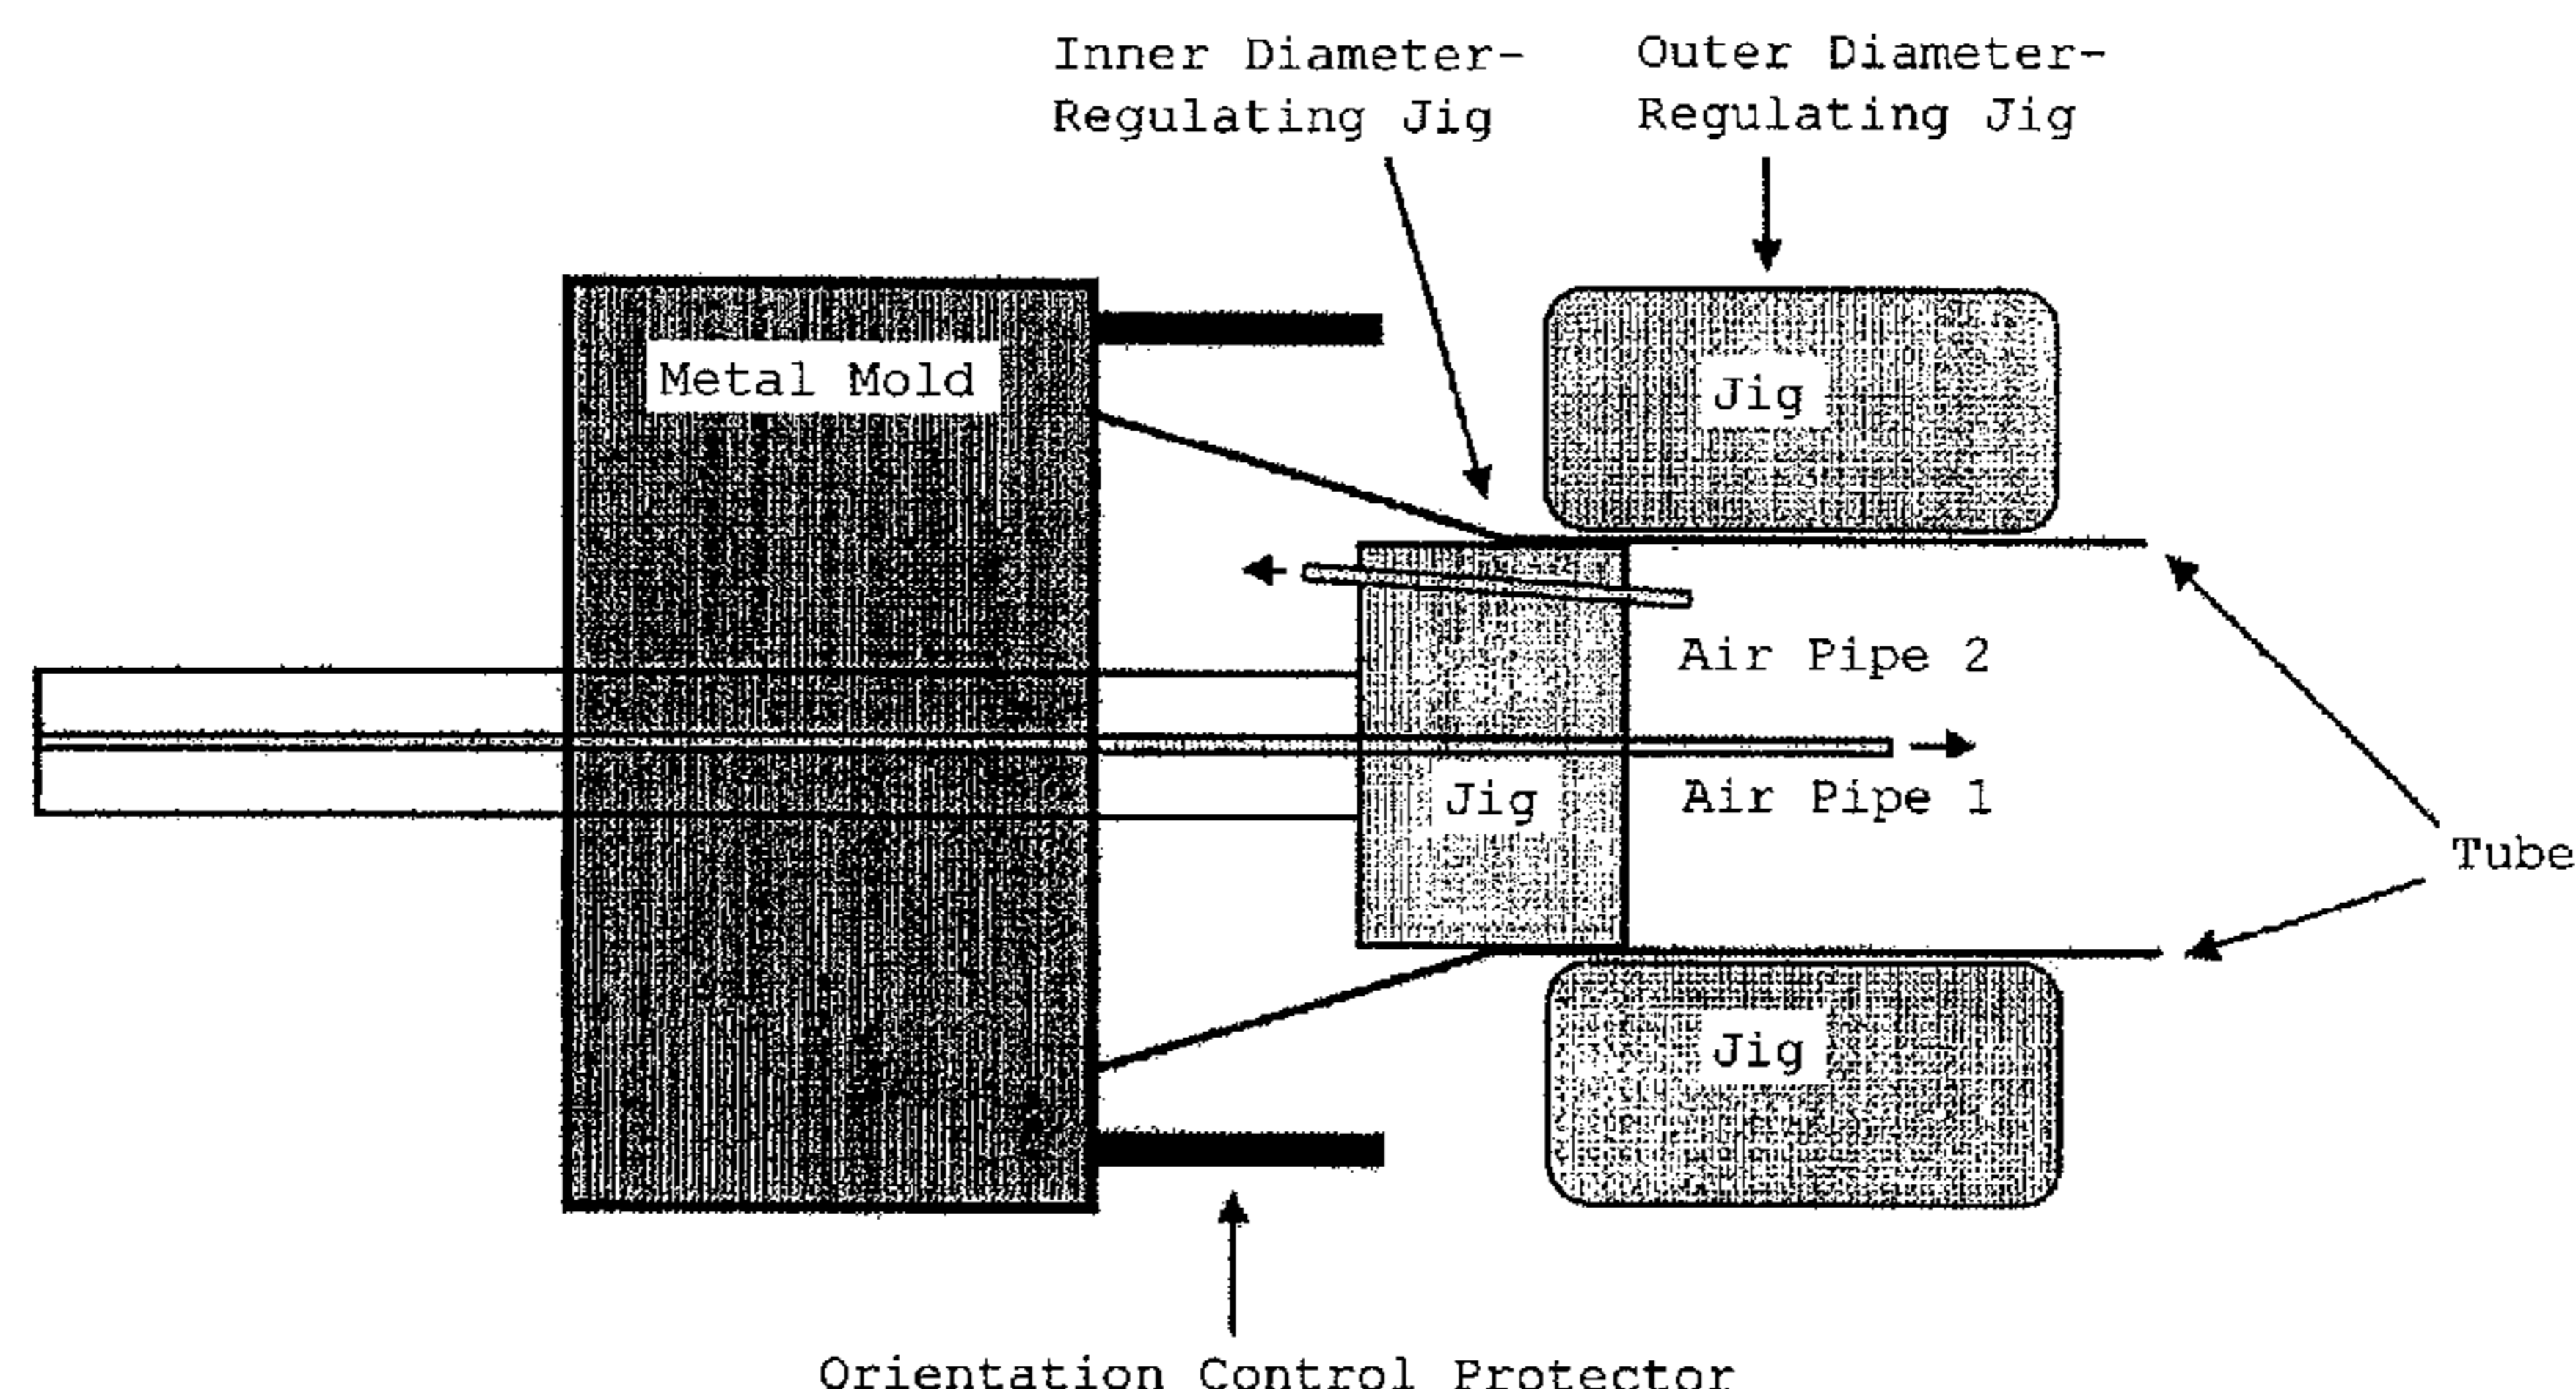 Inner Diameter-
Regulating Jig
Outer Diameter-
Regulating Jig
Metal Mold
Jig
Air Pipe 2
Jig
Air Pipe 1
Tube
Jig
Orientation Control Protector